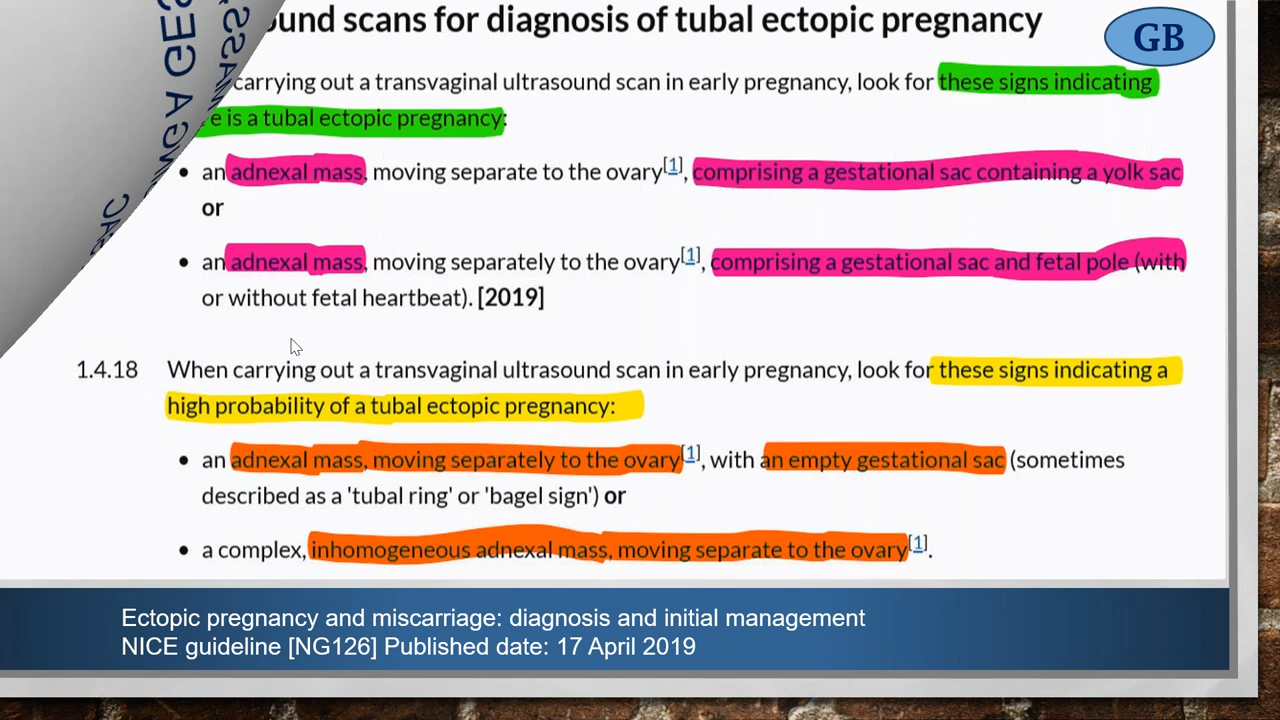 ound scans for diagnosis of tubal ectopic pregnancy
GB
carrying out a transvaginal ultrasound scan in early pregnancy, look for these signs indicating
e is a tubal ectopic pregnancy:
• an adnexal mass, moving separate to the ovary[1], comprising a gestational sac containing a yolk sac
or
• an adnexal mass, moving separately to the ovary[1], comprising a gestational sac and fetal pole (with
or without fetal heartbeat). [2019]
1.4.18 When carrying out a transvaginal ultrasound scan in early pregnancy, look for these signs indicating a
high probability of a tubal ectopic pregnancy:
• an adnexal mass, moving separately to the ovary[1], with an empty gestational sac (sometimes
described as a 'tubal ring' or 'bagel sign') or
• a complex, inhomogeneous adnexal mass, moving separate to the ovary[1].
Ectopic pregnancy and miscarriage: diagnosis and initial management
NICE guideline [NG126] Published date: 17 April 2019